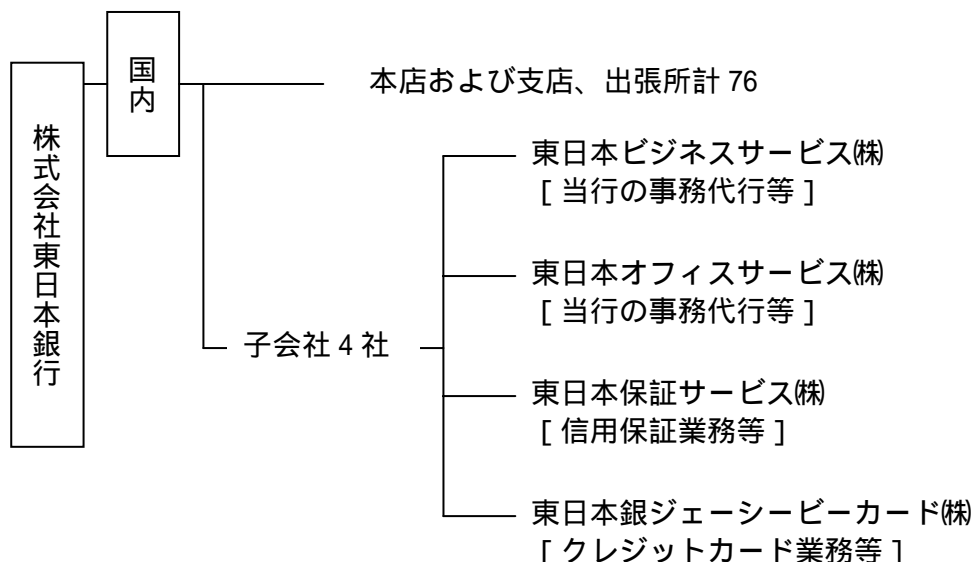 株式会社東日本銀行
国内
本店および支店、出張所計 76
子会社 4 社
東日本ビジネスサービス㈱
[ 当行の事務代行等 ]
東日本オフィスサービス㈱
[ 当行の事務代行等 ]
東日本保証サービス㈱
[ 信用保証業務等 ]
東日本銀ジェーシービーカード㈱
[ クレジットカード業務等 ]